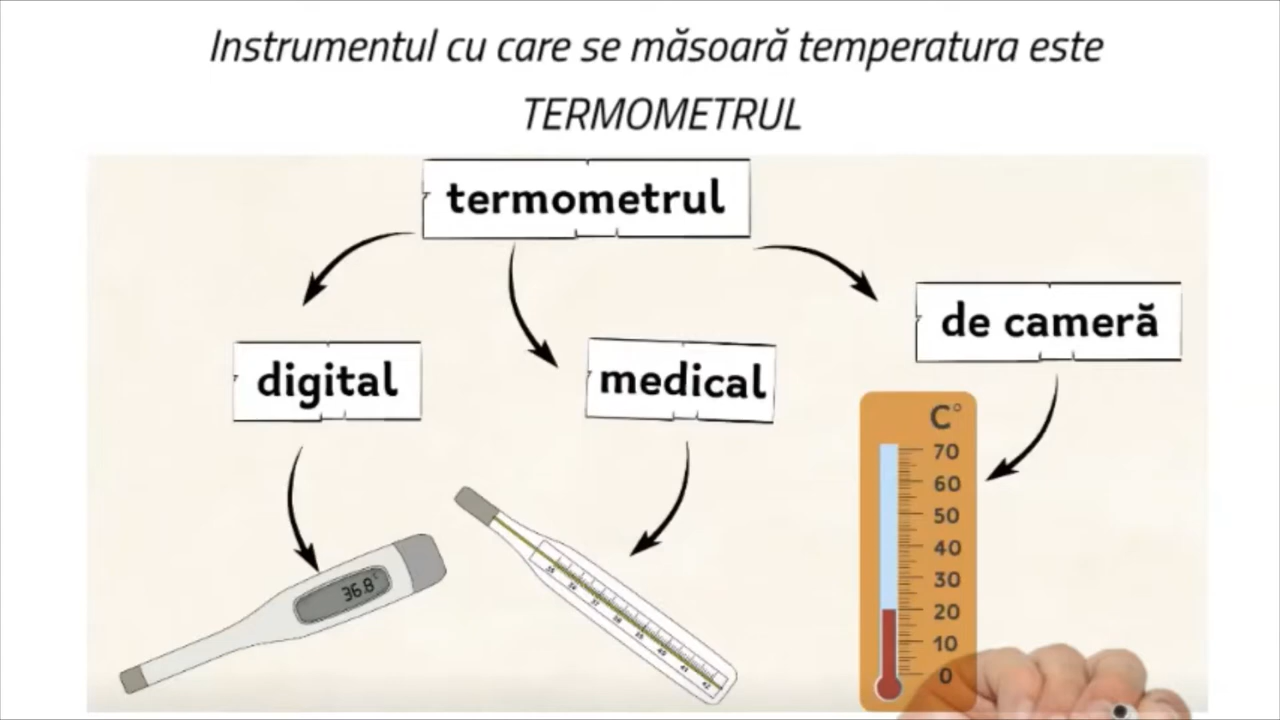 Instrumentul cu care se măsoară temperatura este
TERMOMETRUL
termometrul
de cameră
digital
medical
C°
70
60
50
40
30
20
10
0
36.8°